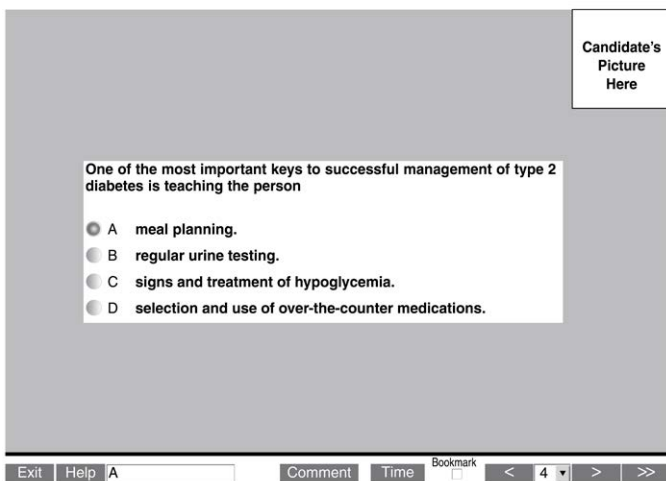 Candidate's
Picture
Here
One of the most important keys to successful management of type 2
diabetes is teaching the person
A meal planning.
B regular urine testing.
C signs and treatment of hypoglycemia.
D selection and use of over-the-counter medications.
Exit Help A Comment Time Bookmark < 4 > >>